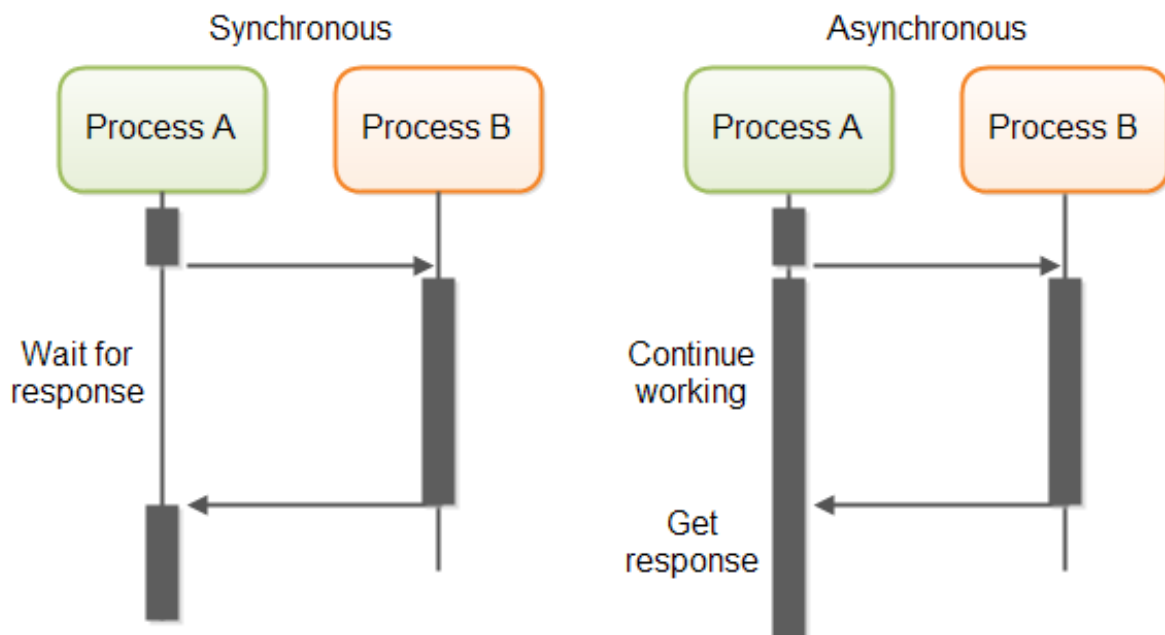 Synchronous
Asynchronous
Process A
Process B
Process A
Process B
Wait for
response
Continue
working
Get
response